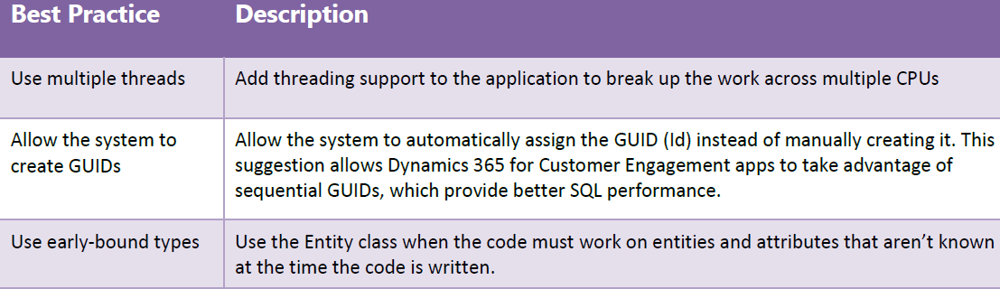 Best Practice Description
Use multiple threads Add threading support to the application to break up the work across multiple CPUs
Allow the system to
create GUIDs
Allow the system to automatically assign the GUID (Id) instead of manually creating it. This
suggestion allows Dynamics 365 for Customer Engagement apps to take advantage of
sequential GUIDs, which provide better SQL performance.
Use early-bound types Use the Entity class when the code must work on entities and attributes that aren’t known
at the time the code is written.